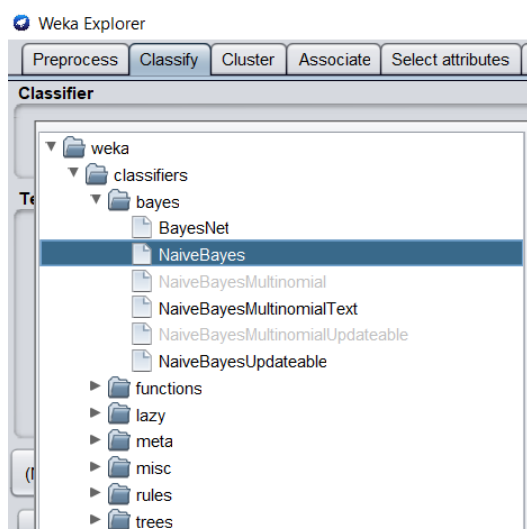 Weka Explorer
Preprocess Classify Cluster Associate Select attributes
Classifier
weka
classifiers
Te
bayes
BayesNet
NaiveBayes
NaiveBayesMultinomial
NaiveBayesMultinomialText
NaiveBayesMultinomialUpdateable
NaiveBayesUpdateable
functions
lazy
meta
misc
(N
rules
trees